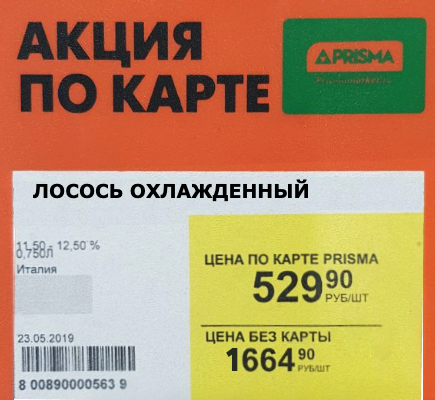 АКЦИЯ
ПО КАРТЕ
PRISMA
ЛОСОСЬ ОХЛАЖДЕННЫЙ
11,50 - 12,50 %
0,750Л
Италия
ЦЕНА ПО КАРТЕ PRISMA
529 90
РУБ/ШТ
23.05.2019
ЦЕНА БЕЗ КАРТЫ
1664 90
РУБ/ШТ
8 00890000563 9